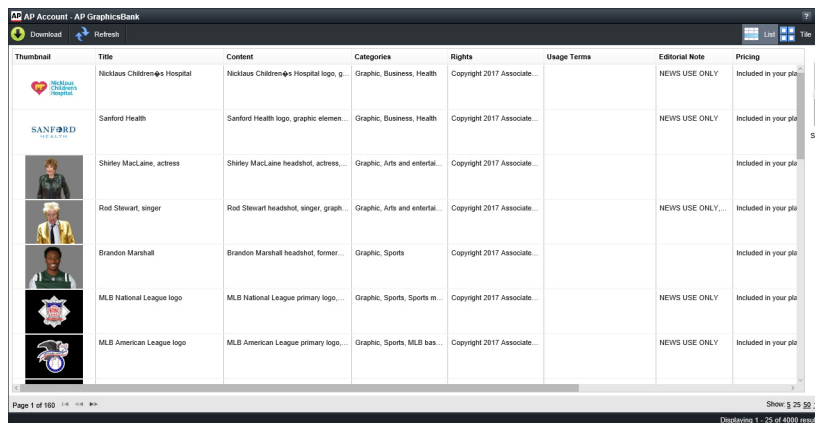 AP AP Account - AP GraphicsBank ?
Download Refresh List Tile
Thumbnail Title Content Categories Rights Usage Terms Editorial Note Pricing
Nicklaus Children's Hospital
Nicklaus Children�s Hospital Nicklaus Children�s Hospital logo, g... Graphic, Business, Health Copyright 2017 Associate... NEWS USE ONLY Included in your pla
SANFORD HEALTH
Sanford Health Sanford Health logo, graphic elemen... Graphic, Business, Health Copyright 2017 Associate... NEWS USE ONLY Included in your pla
Shirley MacLaine, actress Shirley MacLaine headshot, actress,... Graphic, Arts and entertai... Copyright 2017 Associate... Included in your pla
Rod Stewart, singer Rod Stewart headshot, singer, graph... Graphic, Arts and entertai... Copyright 2017 Associate... NEWS USE ONLY,... Included in your pla
Brandon Marshall Brandon Marshall headshot, former... Graphic, Sports Copyright 2017 Associate... Included in your pla
MLB National League logo MLB National League primary logo,... Graphic, Sports, Sports m... Copyright 2017 Associate... NEWS USE ONLY Included in your pla
MLB American League logo MLB American League primary logo,... Graphic, Sports, MLB bas... Copyright 2017 Associate... NEWS USE ONLY Included in your pla
Page 1 of 160 Show: 5 25 50
Displaying 1 - 25 of 4000 resul